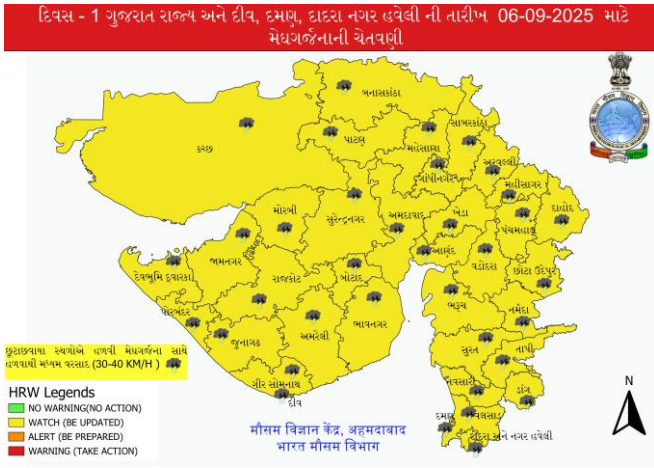 દિવસ - 1 ગુજરાત રાજ્ય અને દીવ, દમણ, દાદરા નગર હવેલી ની તારીખ 06-09-2025 માટે
મેઘગર્જનાની ચેતવણી
બનાસકાંઠા
કચ્છ
પાટણ
મહેસાણા
સાબરકાંઠા
અરવલ્લી
ગાંધીનગર
મહીસાગર
મોરબી
સુરેન્દ્રનગર
અમદાવાદ
ખેડા
પંચમહાલ
દાહોદ
દેવભૂમિ દ્વારકા
જામનગર
રાજકોટ
બોટાદ
આણંદ
વડોદરા
છોટા ઉદેપુર
પોરબંદર
જુનાગઢ
અમરેલી
ભાવનગર
ભરૂચ
નર્મદા
છૂટાછવાયા સ્થળોએ હળવી મેઘગર્જના સાથે
હળવાથી મધ્યમ વરસાદ (30-40 KM/H )
ગીર સોમનાથ
દીવ
સુરત
તાપી
નવસારી
ડાંગ
વલસાડ
દમણ
દાદરા અને નગર હવેલી
HRW Legends
NO WARNING(NO ACTION)
WATCH (BE UPDATED)
ALERT (BE PREPARED)
WARNING (TAKE ACTION)
મૌસમ વિજ્ઞાન કેંદ્ર, અહમદાબાદ
ભારત મૌસમ વિભાગ
N